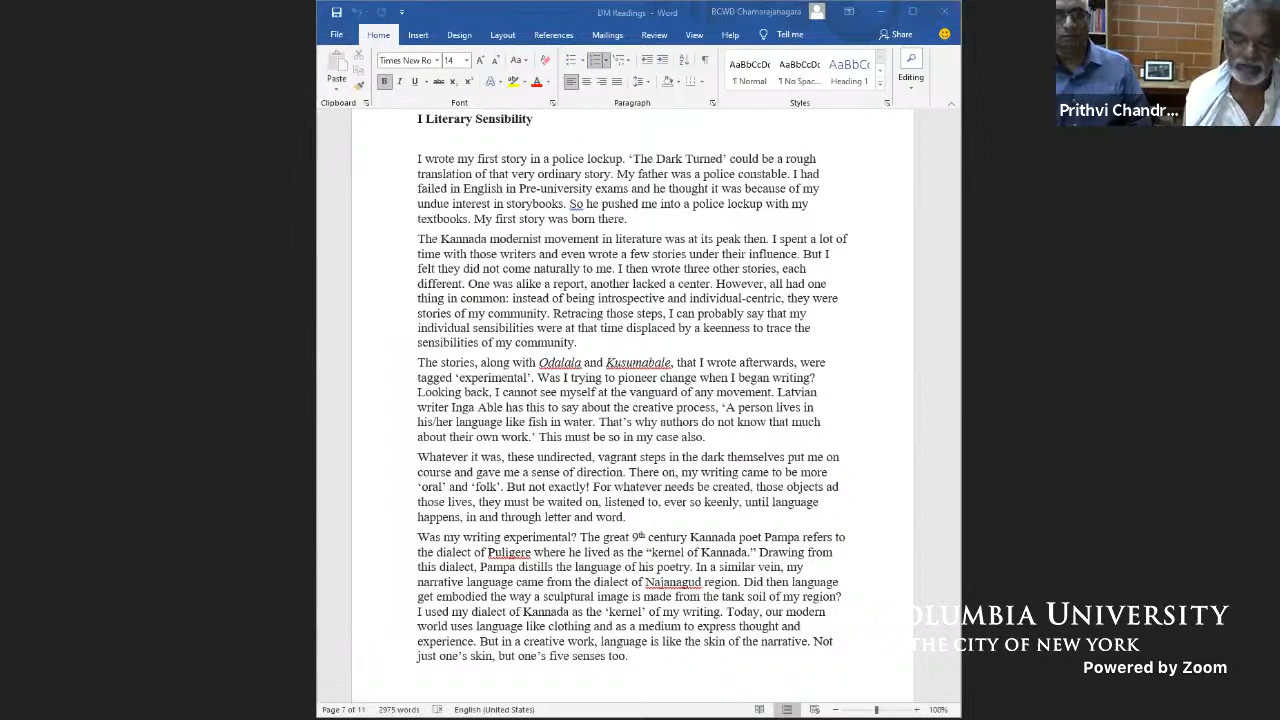 DM Readings - Word
BCWD Chamarajanagara
File Home Insert Design Layout References Mailings Review View Help Tell me Share
Paste
Clipboard
Times New Ro 14
Font
Paragraph
AaBbCcDc AaBbCcDc AaBbCc
¶ Normal ¶ No Spac... Heading 1
Styles
Editing
Prithvi Chandr...
I Literary Sensibility
I wrote my first story in a police lockup. ‘The Dark Turned’ could be a rough
translation of that very ordinary story. My father was a police constable. I had
failed in English in Pre-university exams and he thought it was because of my
undue interest in storybooks. So he pushed me into a police lockup with my
textbooks. My first story was born there.
The Kannada modernist movement in literature was at its peak then. I spent a lot of
time with those writers and even wrote a few stories under their influence. But I
felt they did not come naturally to me. I then wrote three other stories, each
different. One was alike a report, another lacked a center. However, all had one
thing in common: instead of being introspective and individual-centric, they were
stories of my community. Retracing those steps, I can probably say that my
individual sensibilities were at that time displaced by a keenness to trace the
sensibilities of my community.
The stories, along with Odalala and Kusumabale, that I wrote afterwards, were
tagged ‘experimental’. Was I trying to pioneer change when I began writing?
Looking back, I cannot see myself at the vanguard of any movement. Latvian
writer Inga Able has this to say about the creative process, ‘A person lives in
his/her language like fish in water. That’s why authors do not know that much
about their own work.’ This must be so in my case also.
Whatever it was, these undirected, vagrant steps in the dark themselves put me on
course and gave me a sense of direction. There on, my writing came to be more
‘oral’ and ‘folk’. But not exactly! For whatever needs be created, those objects ad
those lives, they must be waited on, listened to, ever so keenly, until language
happens, in and through letter and word.
Was my writing experimental? The great 9th century Kannada poet Pampa refers to
the dialect of Puligere where he lived as the “kernel of Kannada.” Drawing from
this dialect, Pampa distills the language of his poetry. In a similar vein, my
narrative language came from the dialect of Najanagud region. Did then language
get embodied the way a sculptural image is made from the tank soil of my region?
I used my dialect of Kannada as the ‘kernel’ of my writing. Today, our modern
world uses language like clothing and as a medium to express thought and
experience. But in a creative work, language is like the skin of the narrative. Not
just one’s skin, but one’s five senses too.
COLUMBIA UNIVERSITY
IN THE CITY OF NEW YORK
Powered by Zoom
Page 7 of 11 2975 words English (United States) 100%